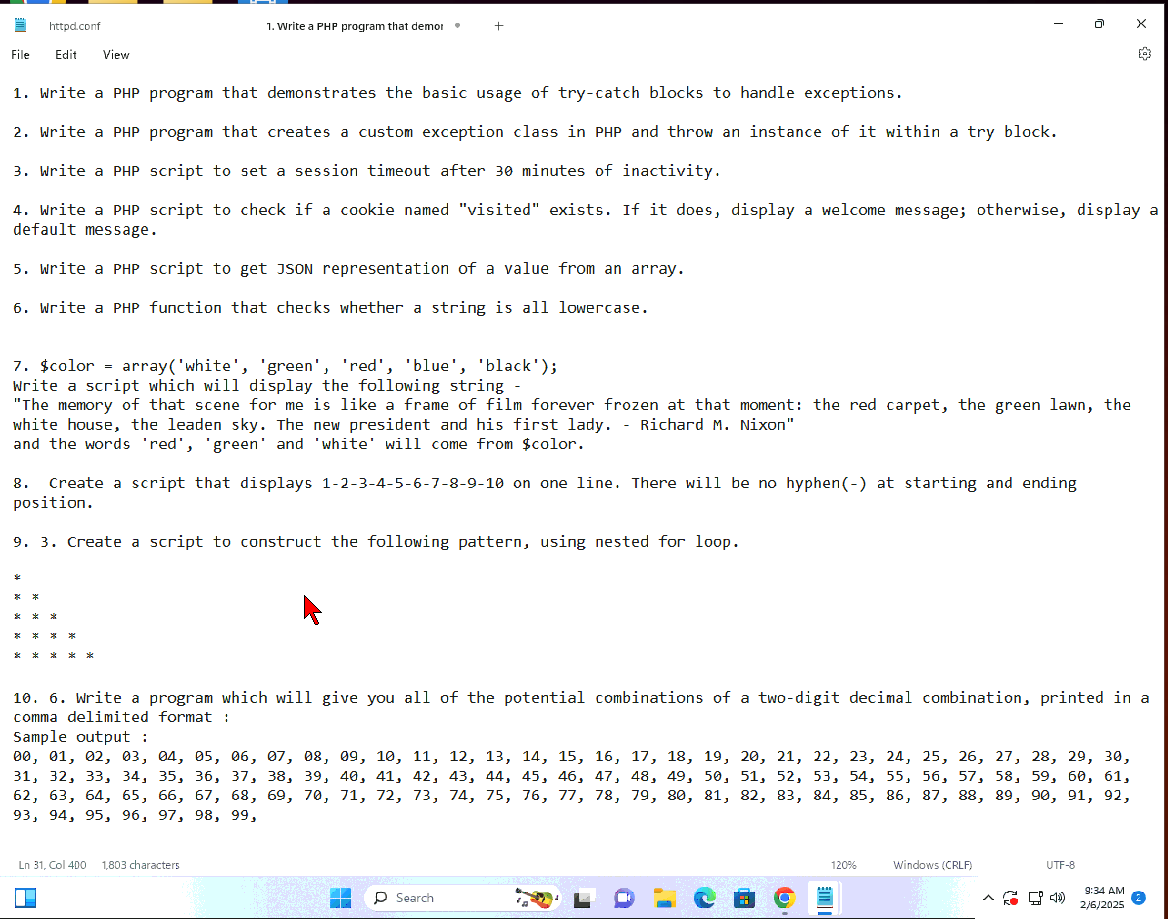 httpd.conf
1. Write a PHP program that demor
File
Edit
View
1. Write a PHP program that demonstrates the basic usage of try-catch blocks to handle exceptions.
2. Write a PHP program that creates a custom exception class in PHP and throw an instance of it within a try block.
3. Write a PHP script to set a session timeout after 30 minutes of inactivity.
4. Write a PHP script to check if a cookie named "visited" exists. If it does, display a welcome message; otherwise, display a
default message.
5. Write a PHP script to get JSON representation of a value from an array.
6. Write a PHP function that checks whether a string is all lowercase.
7. $color = array('white', 'green', 'red', 'blue', 'black');
Write a script which will display the following string -
"The memory of that scene for me is like a frame of film forever frozen at that moment: the red carpet, the green lawn, the
white house, the leaden sky. The new president and his first lady. - Richard M. Nixon"
and the words 'red', 'green' and 'white' will come from $color.
8.  Create a script that displays 1-2-3-4-5-6-7-8-9-10 on one line. There will be no hyphen(-) at starting and ending
position.
9. 3. Create a script to construct the following pattern, using nested for loop.
*
* *
* * *
* * * *
* * * * *
10. 6. Write a program which will give you all of the potential combinations of a two-digit decimal combination, printed in a
comma delimited format :
Sample output :
00, 01, 02, 03, 04, 05, 06, 07, 08, 09, 10, 11, 12, 13, 14, 15, 16, 17, 18, 19, 20, 21, 22, 23, 24, 25, 26, 27, 28, 29, 30,
31, 32, 33, 34, 35, 36, 37, 38, 39, 40, 41, 42, 43, 44, 45, 46, 47, 48, 49, 50, 51, 52, 53, 54, 55, 56, 57, 58, 59, 60, 61,
62, 63, 64, 65, 66, 67, 68, 69, 70, 71, 72, 73, 74, 75, 76, 77, 78, 79, 80, 81, 82, 83, 84, 85, 86, 87, 88, 89, 90, 91, 92,
93, 94, 95, 96, 97, 98, 99,
Ln 31, Col 400
1,803 characters
120%
Windows (CRLF)
UTF-8
Search
9:34 AM
2/6/2025
2